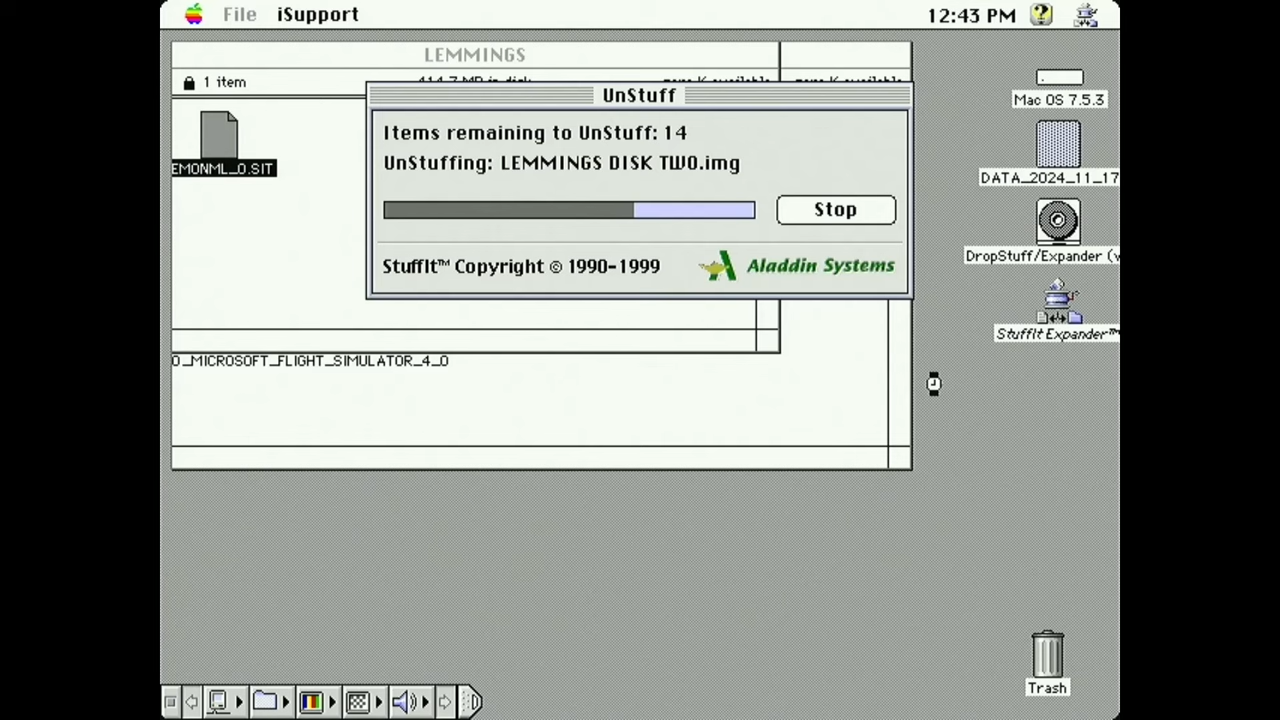 File iSupport 12:43 PM
LEMMINGS
1 item
UnStuff
Items remaining to UnStuff: 14
UnStuffing: LEMMINGS DISK TWO.img
Stop
StuffIt™ Copyright © 1990-1999 Aladdin Systems
EMONML_0.SIT
0_MICROSOFT_FLIGHT_SIMULATOR_4_0
Mac OS 7.5.3
DATA_2024_11_17
DropStuff/Expander (v
StuffIt Expander™
Trash